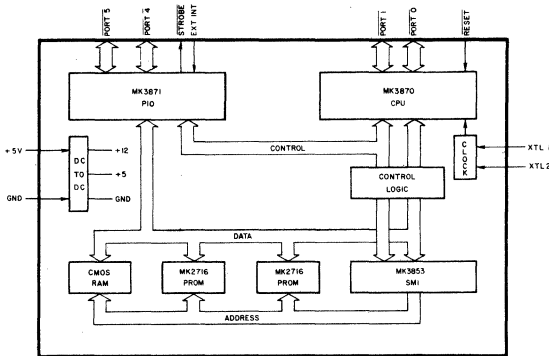 PORT 5
PORT 4
STROBE
EXT INT
PORT 1
PORT 0
RESET
MK3871
PIO
MK3870
CPU
+5V
+12
DC
TO
DC
+5
GND
GND
CONTROL
CLOCK
XTL 1
XTL 2
CONTROL
LOGIC
DATA
CMOS
RAM
MK2716
PROM
MK2716
PROM
MK3853
SMI
ADDRESS